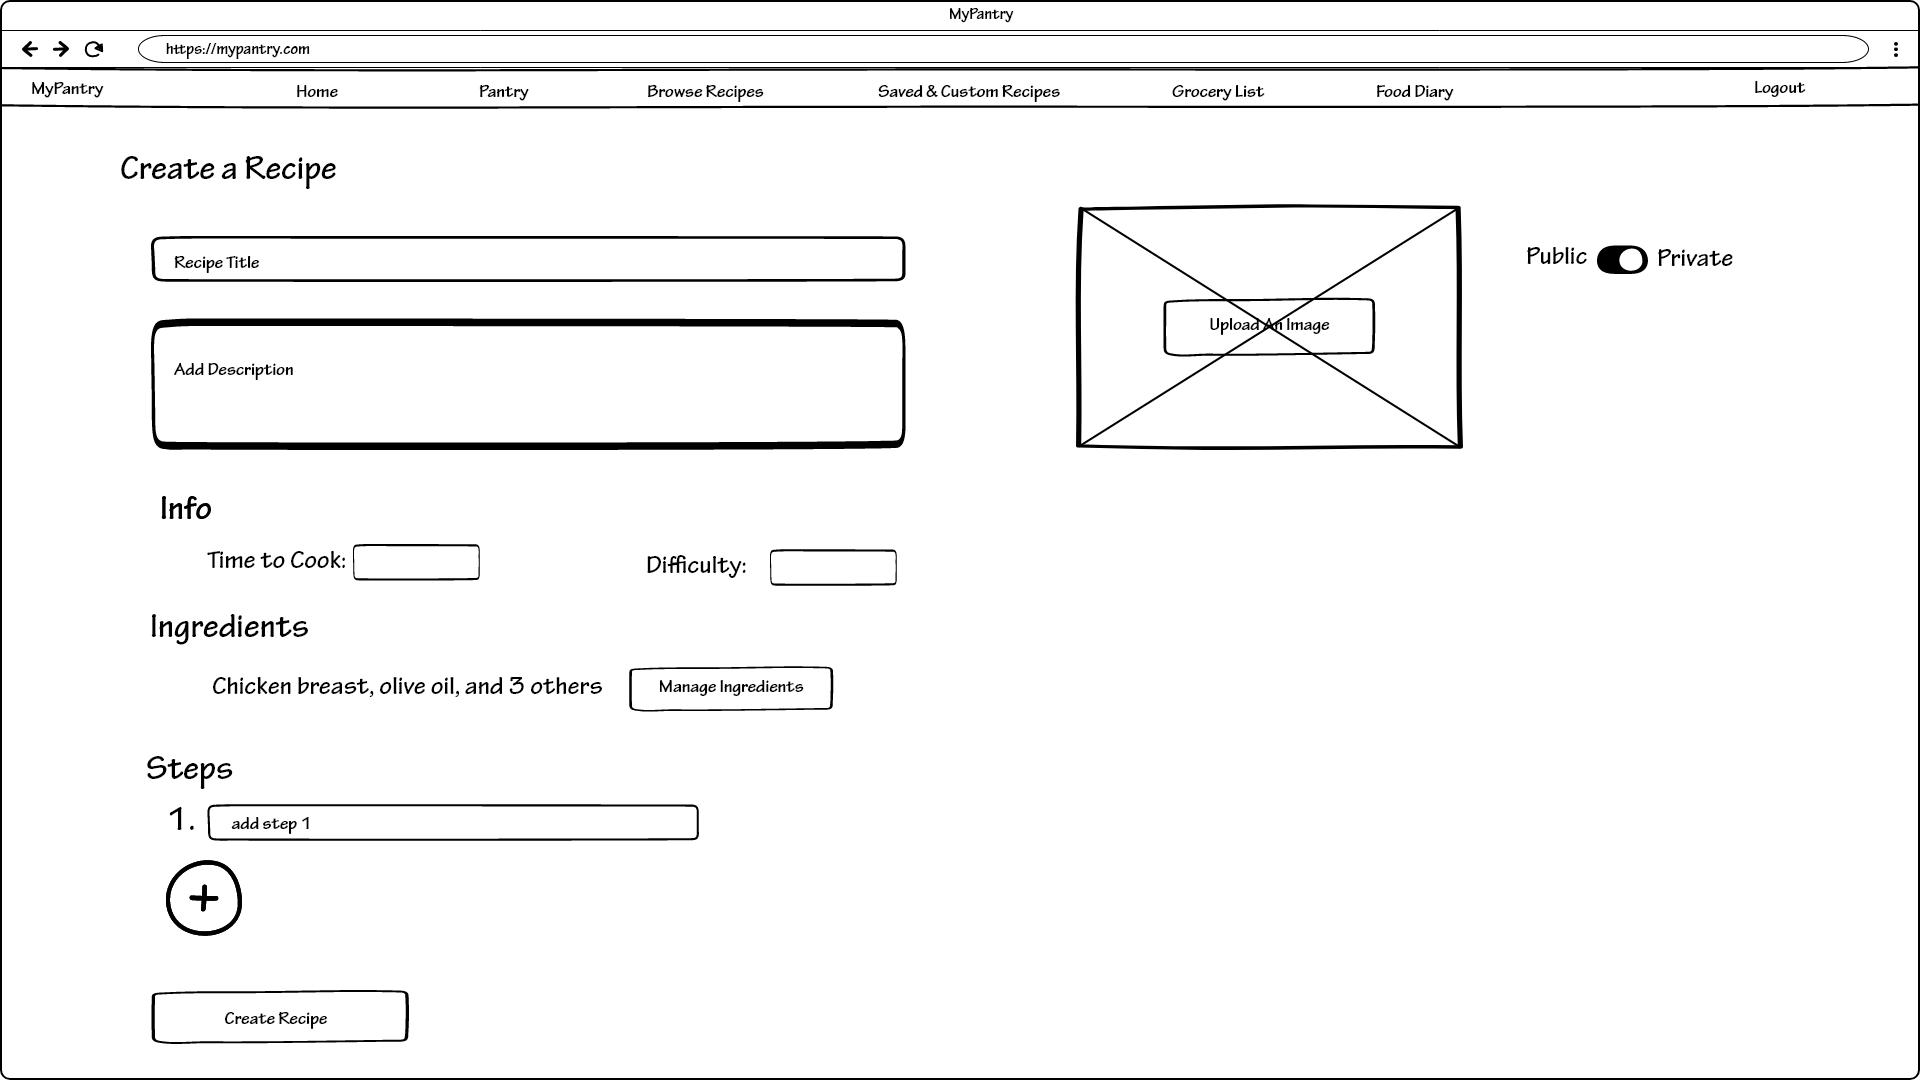 MyPantry
https://mypantry.com
MyPantry Home Pantry Browse Recipes Saved & Custom Recipes Grocery List Food Diary Logout
Create a Recipe
Recipe Title
Public Private
Upload An Image
Add Description
Info
Time to Cook: Difficulty:
Ingredients
Chicken breast, olive oil, and 3 others Manage Ingredients
Steps
1. add step 1
+
Create Recipe